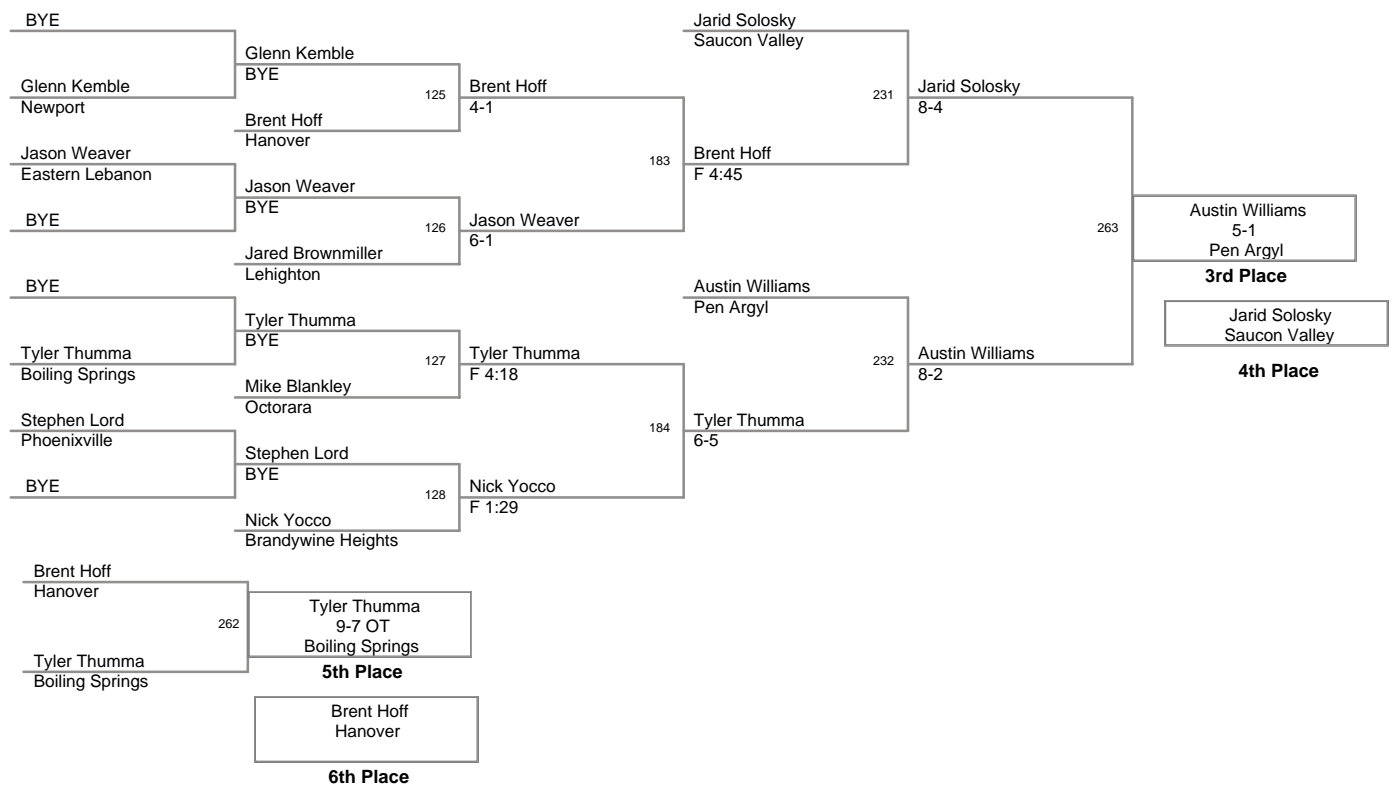 BYE
Glenn Kemble
Newport
Jason Weaver
Eastern Lebanon
BYE
BYE
Tyler Thumma
Boiling Springs
Stephen Lord
Phoenixville
BYE
Glenn Kemble
BYE
125
Brent Hoff
Hanover
Jason Weaver
BYE
126
Jared Brownmiller
Lehighton
Tyler Thumma
BYE
127
Mike Blankley
Octorara
Stephen Lord
BYE
128
Nick Yocco
Brandywine Heights
Brent Hoff
4-1
183
Jason Weaver
6-1
Tyler Thumma
F 4:18
184
Nick Yocco
F 1:29
Jarid Solosky
Saucon Valley
231
Brent Hoff
F 4:45
Austin Williams
Pen Argyl
232
Tyler Thumma
6-5
Jarid Solosky
8-4
263
Austin Williams
8-2
Austin Williams
5-1
Pen Argyl
3rd Place
Jarid Solosky
Saucon Valley
4th Place
Brent Hoff
Hanover
262
Tyler Thumma
Boiling Springs
Tyler Thumma
9-7 OT
Boiling Springs
5th Place
Brent Hoff
Hanover
6th Place